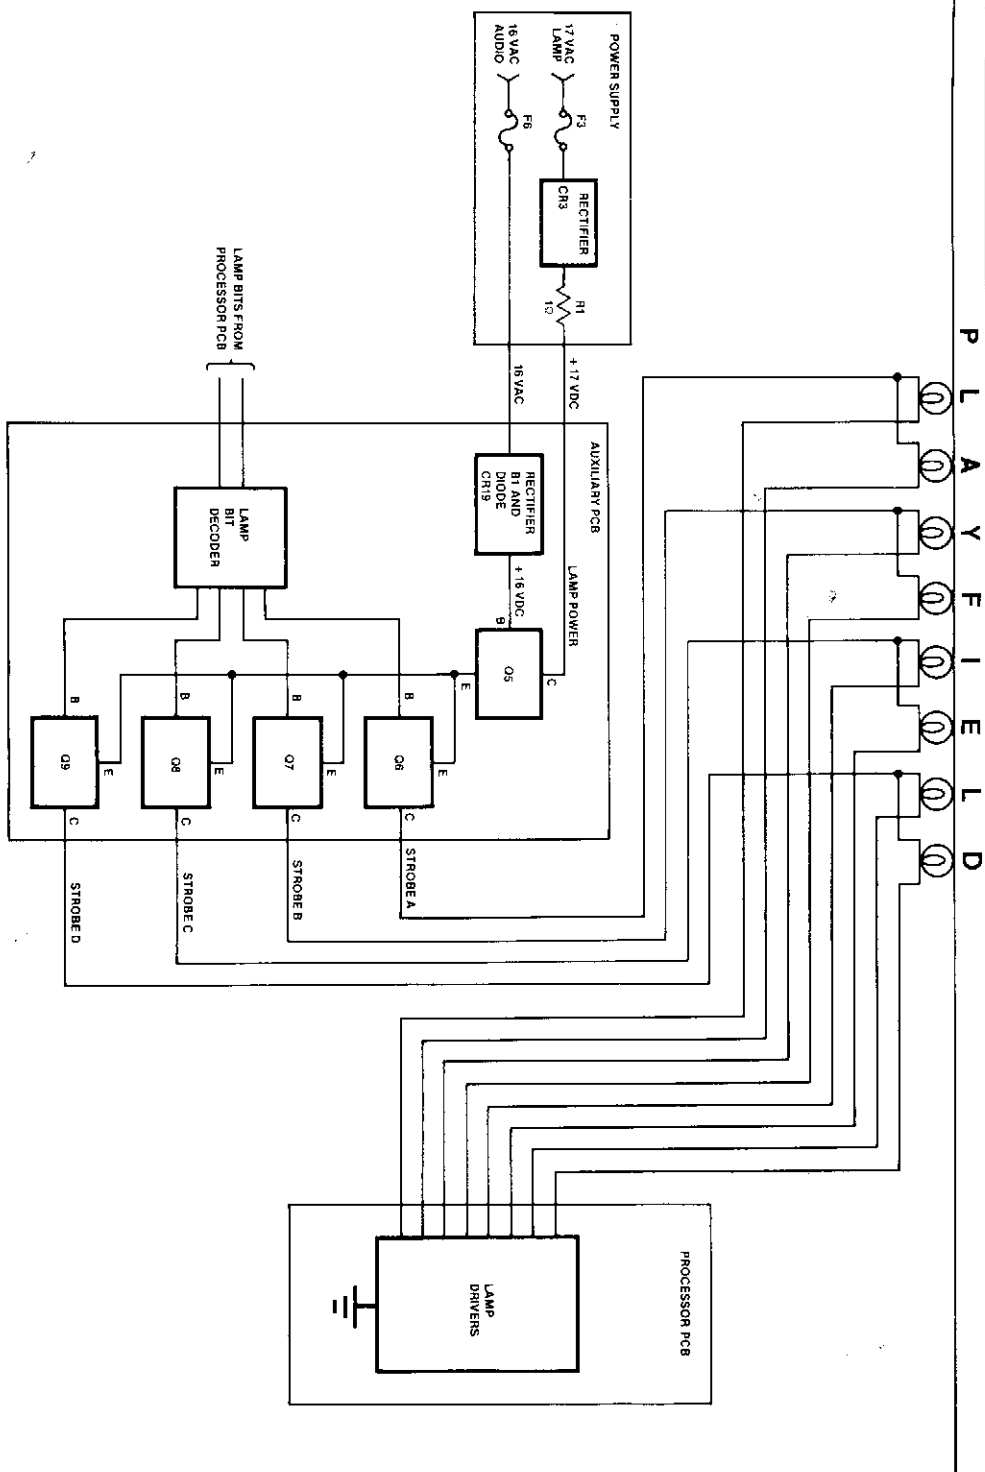 POWER SUPPLY
17 VAC
LAMP
F3
RECTIFIER
CR3
R1
1Ω
16 VAC
AUDIO
F6
+ 17 VDC
16 VAC
LAMP BITS FROM
PROCESSOR PCB
AUXILIARY PCB
RECTIFIER
B1 AND
DIODE
CR19
LAMP POWER
+ 16 VDC
B
Q5
C
E
LAMP
BIT
DECODER
B
Q6
E
C
B
Q7
E
C
B
Q8
E
C
B
Q9
E
C
STROBE A
STROBE B
STROBE C
STROBE D
P L A Y F I E L D
PROCESSOR PCB
LAMP
DRIVERS